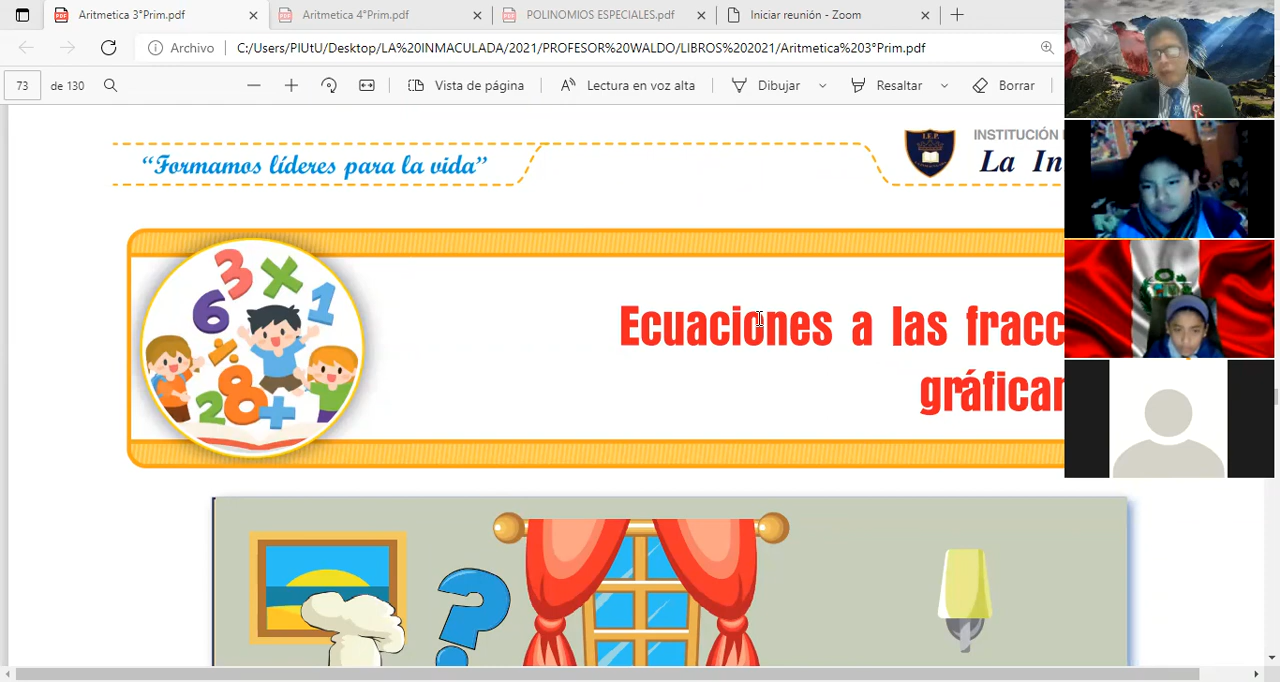 Aritmetica 3°Prim.pdf
Aritmetica 4°Prim.pdf
POLINOMIOS ESPECIALES.pdf
Iniciar reunión - Zoom
Archivo
C:/Users/PIUtU/Desktop/LA%20INMACULADA/2021/PROFESOR%20WALDO/LIBROS%202021/Aritmetica%203°Prim.pdf
73 de 130
Vista de página
Lectura en voz alta
Dibujar
Resaltar
Borrar
“Formamos líderes para la vida”
I.E.P.
INSTITUCIÓN
La In
3 x
6 1
÷
8
2 +
Ecuaciones a las fracc
gráficam
?